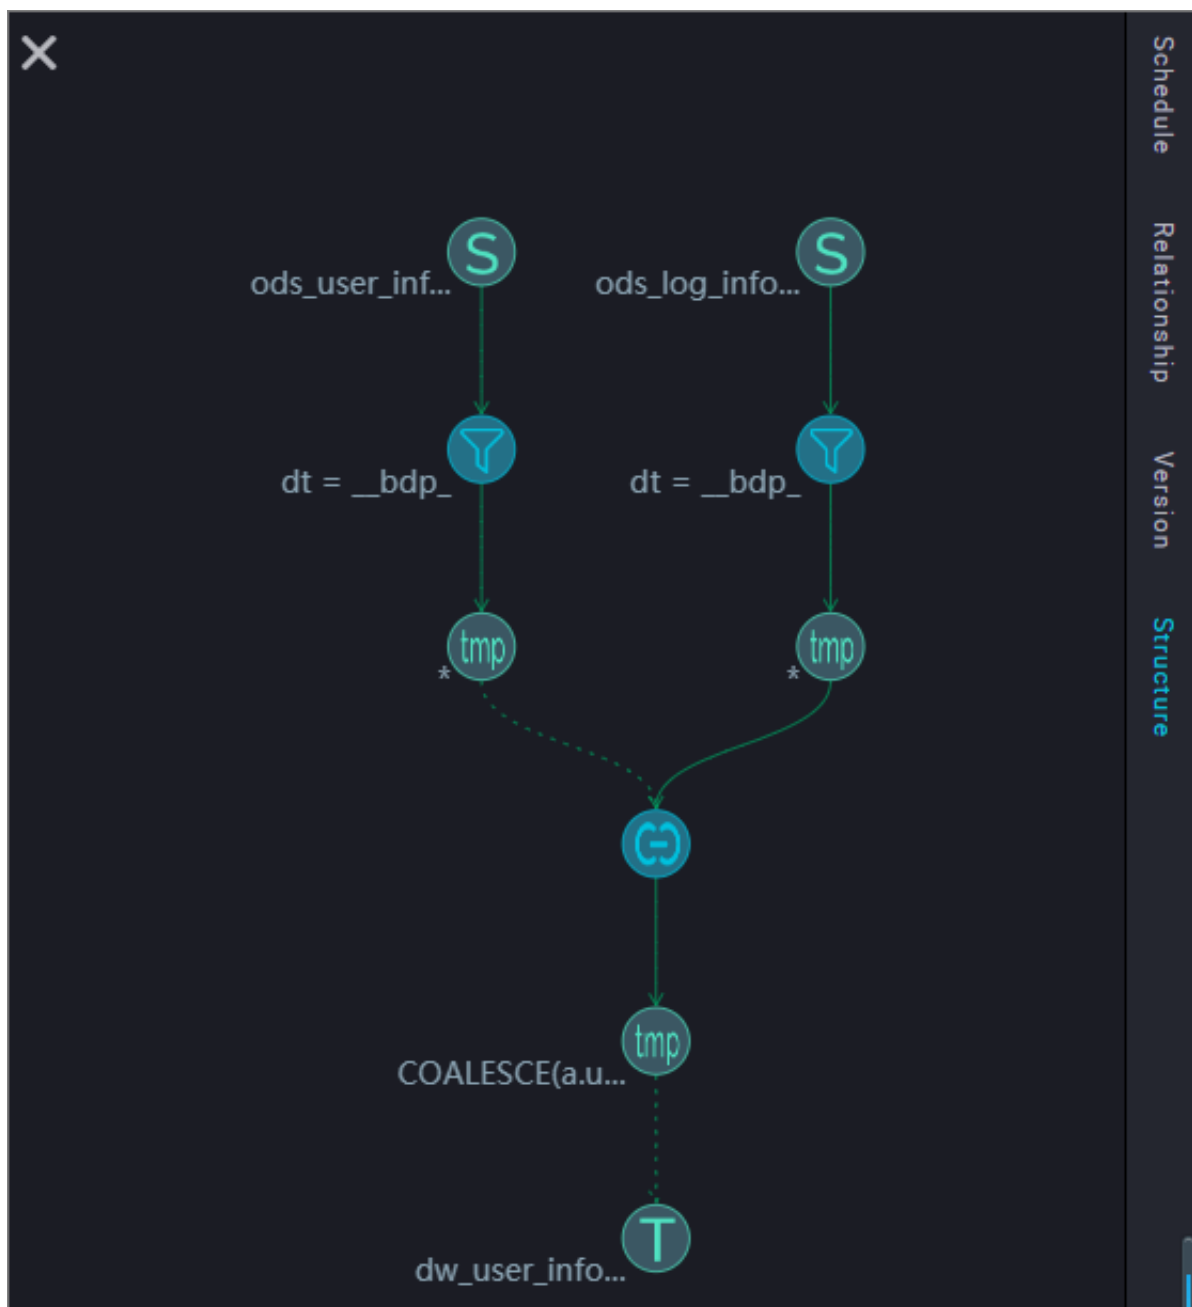 Schedule
Relationship
Version
Structure
S
S
ods_user_inf...
ods_log_info...
dt = __bdp_
dt = __bdp_
tmp
tmp
*
*
tmp
COALESCE(a.u...
T
dw_user_info...